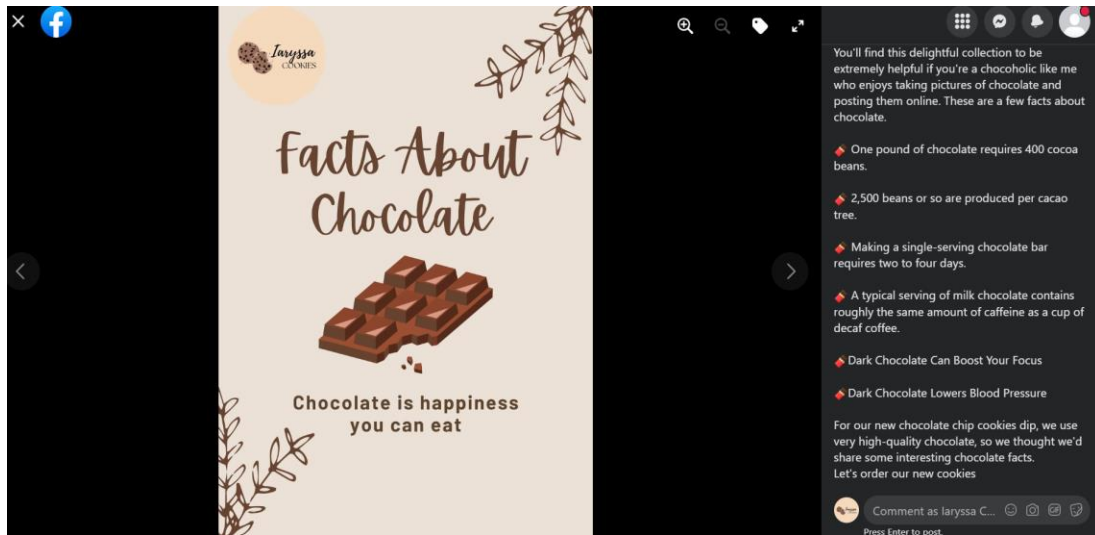 Iaryssa
COOKIES
Facts About
Chocolate
Chocolate is happiness
you can eat
You'll find this delightful collection to be
extremely helpful if you're a chocoholic like me
who enjoys taking pictures of chocolate and
posting them online. These are a few facts about
chocolate.
🍫 One pound of chocolate requires 400 cocoa
beans.
🍫 2,500 beans or so are produced per cacao
tree.
🍫 Making a single-serving chocolate bar
requires two to four days.
🍫 A typical serving of milk chocolate contains
roughly the same amount of caffeine as a cup of
decaf coffee.
🍫Dark Chocolate Can Boost Your Focus
🍫Dark Chocolate Lowers Blood Pressure
For our new chocolate chip cookies dip, we use
very high-quality chocolate, so we thought we'd
share some interesting chocolate facts.
Let's order our new cookies
Comment as Iaryssa C...
Press Enter to post.